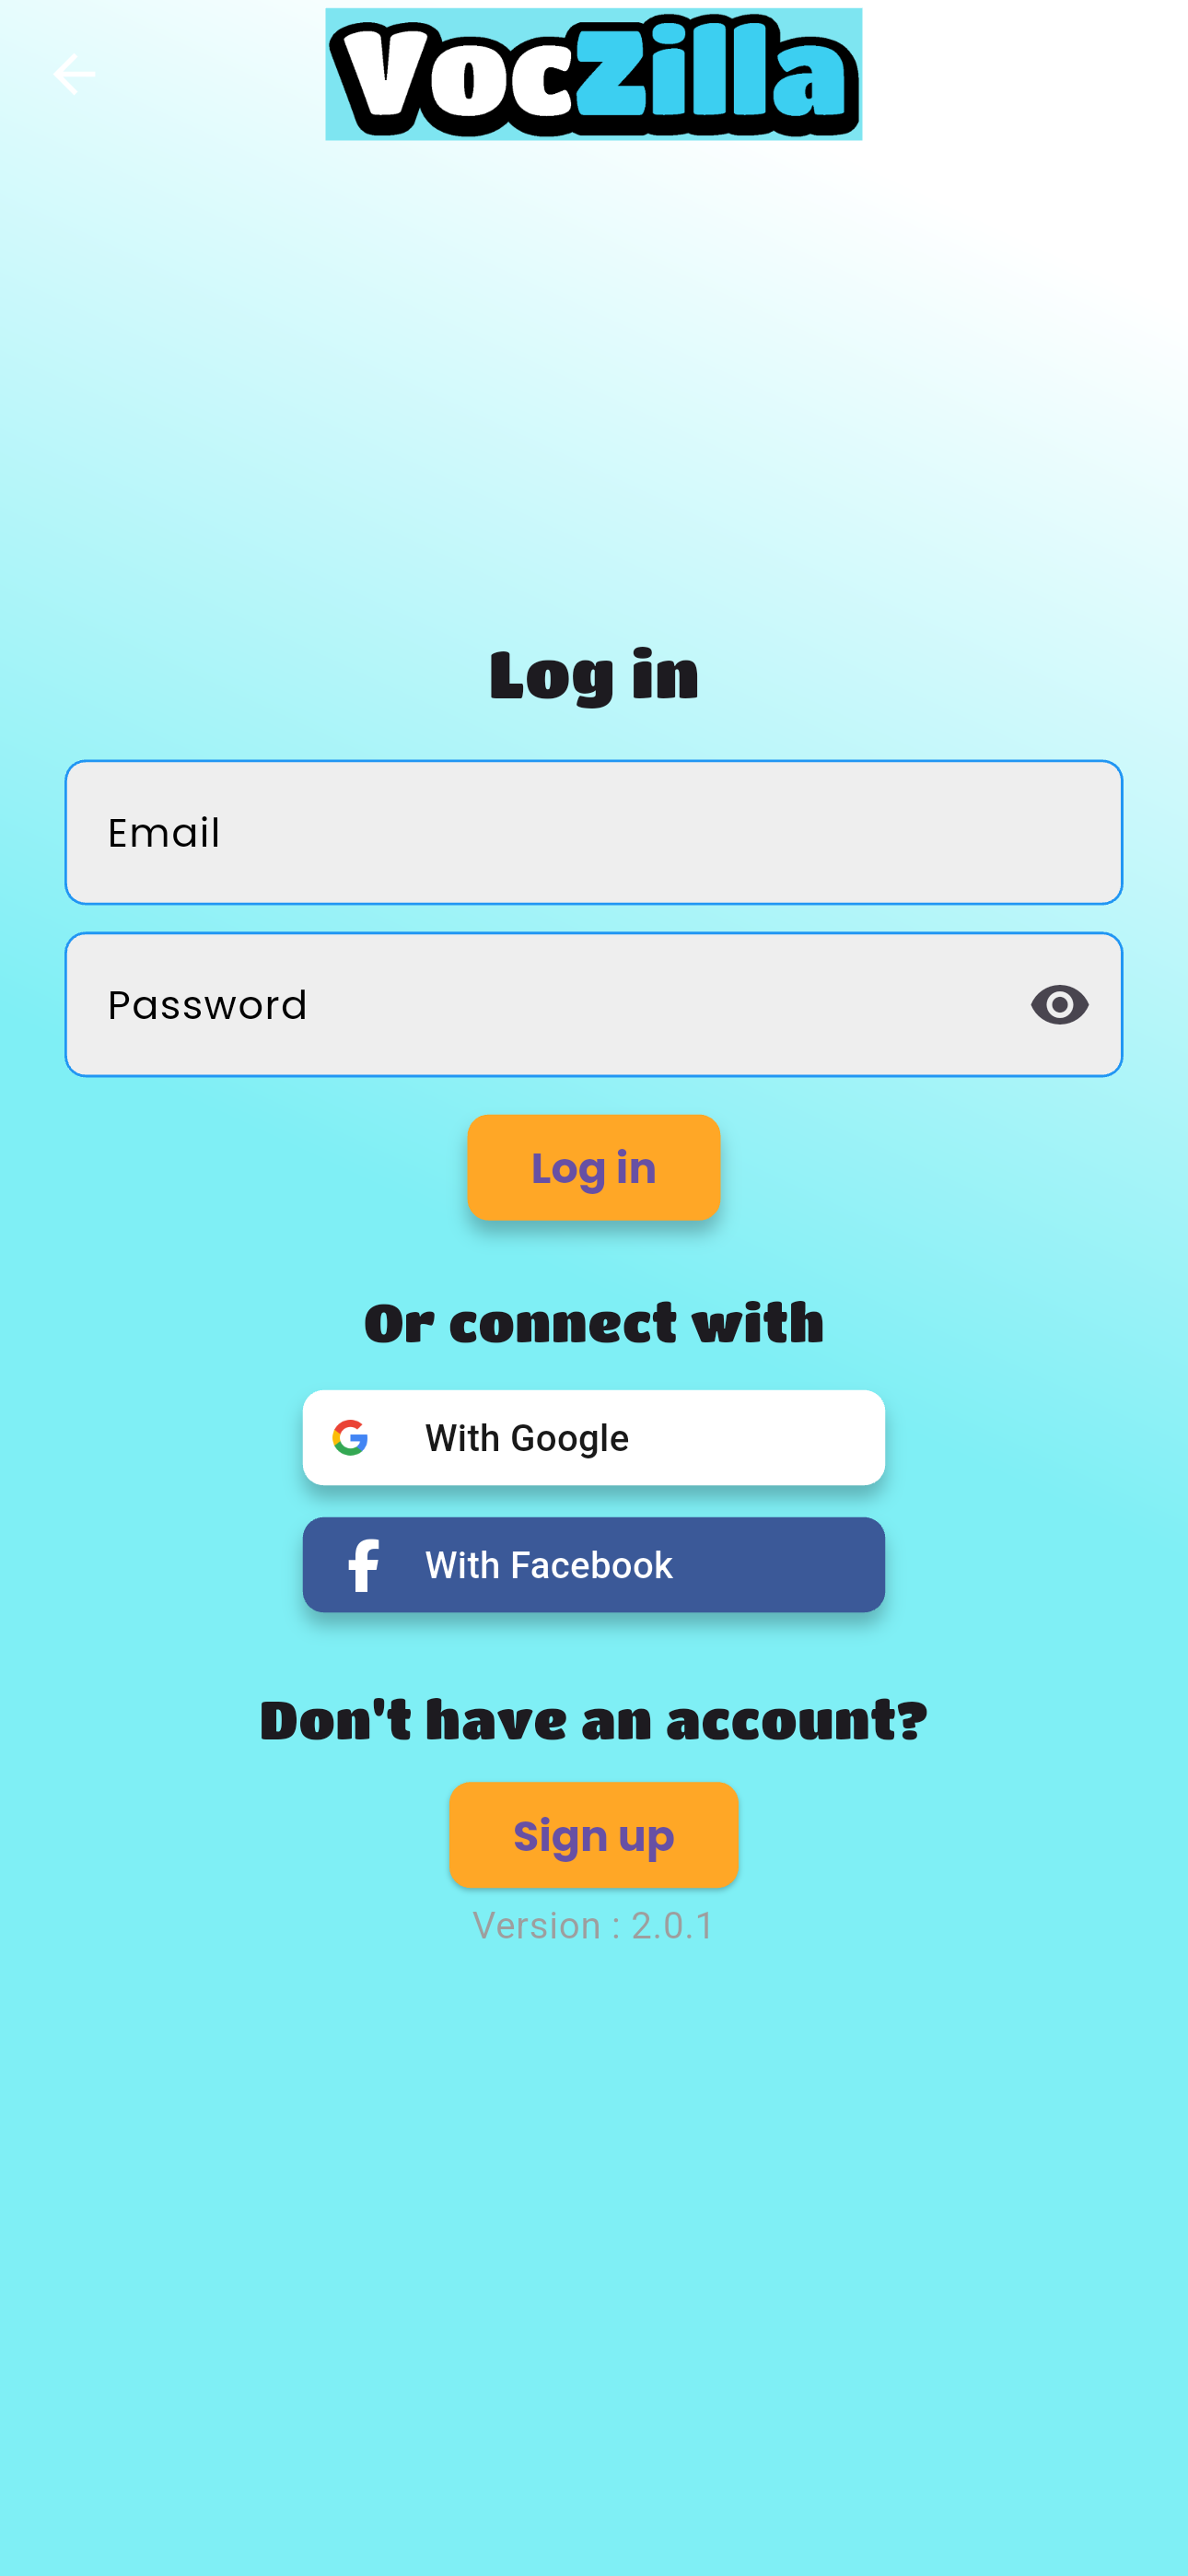 VocZilla
Log in
Email
Password
Log in
Or connect with
With Google
With Facebook
Don't have an account?
Sign up
Version : 2.0.1